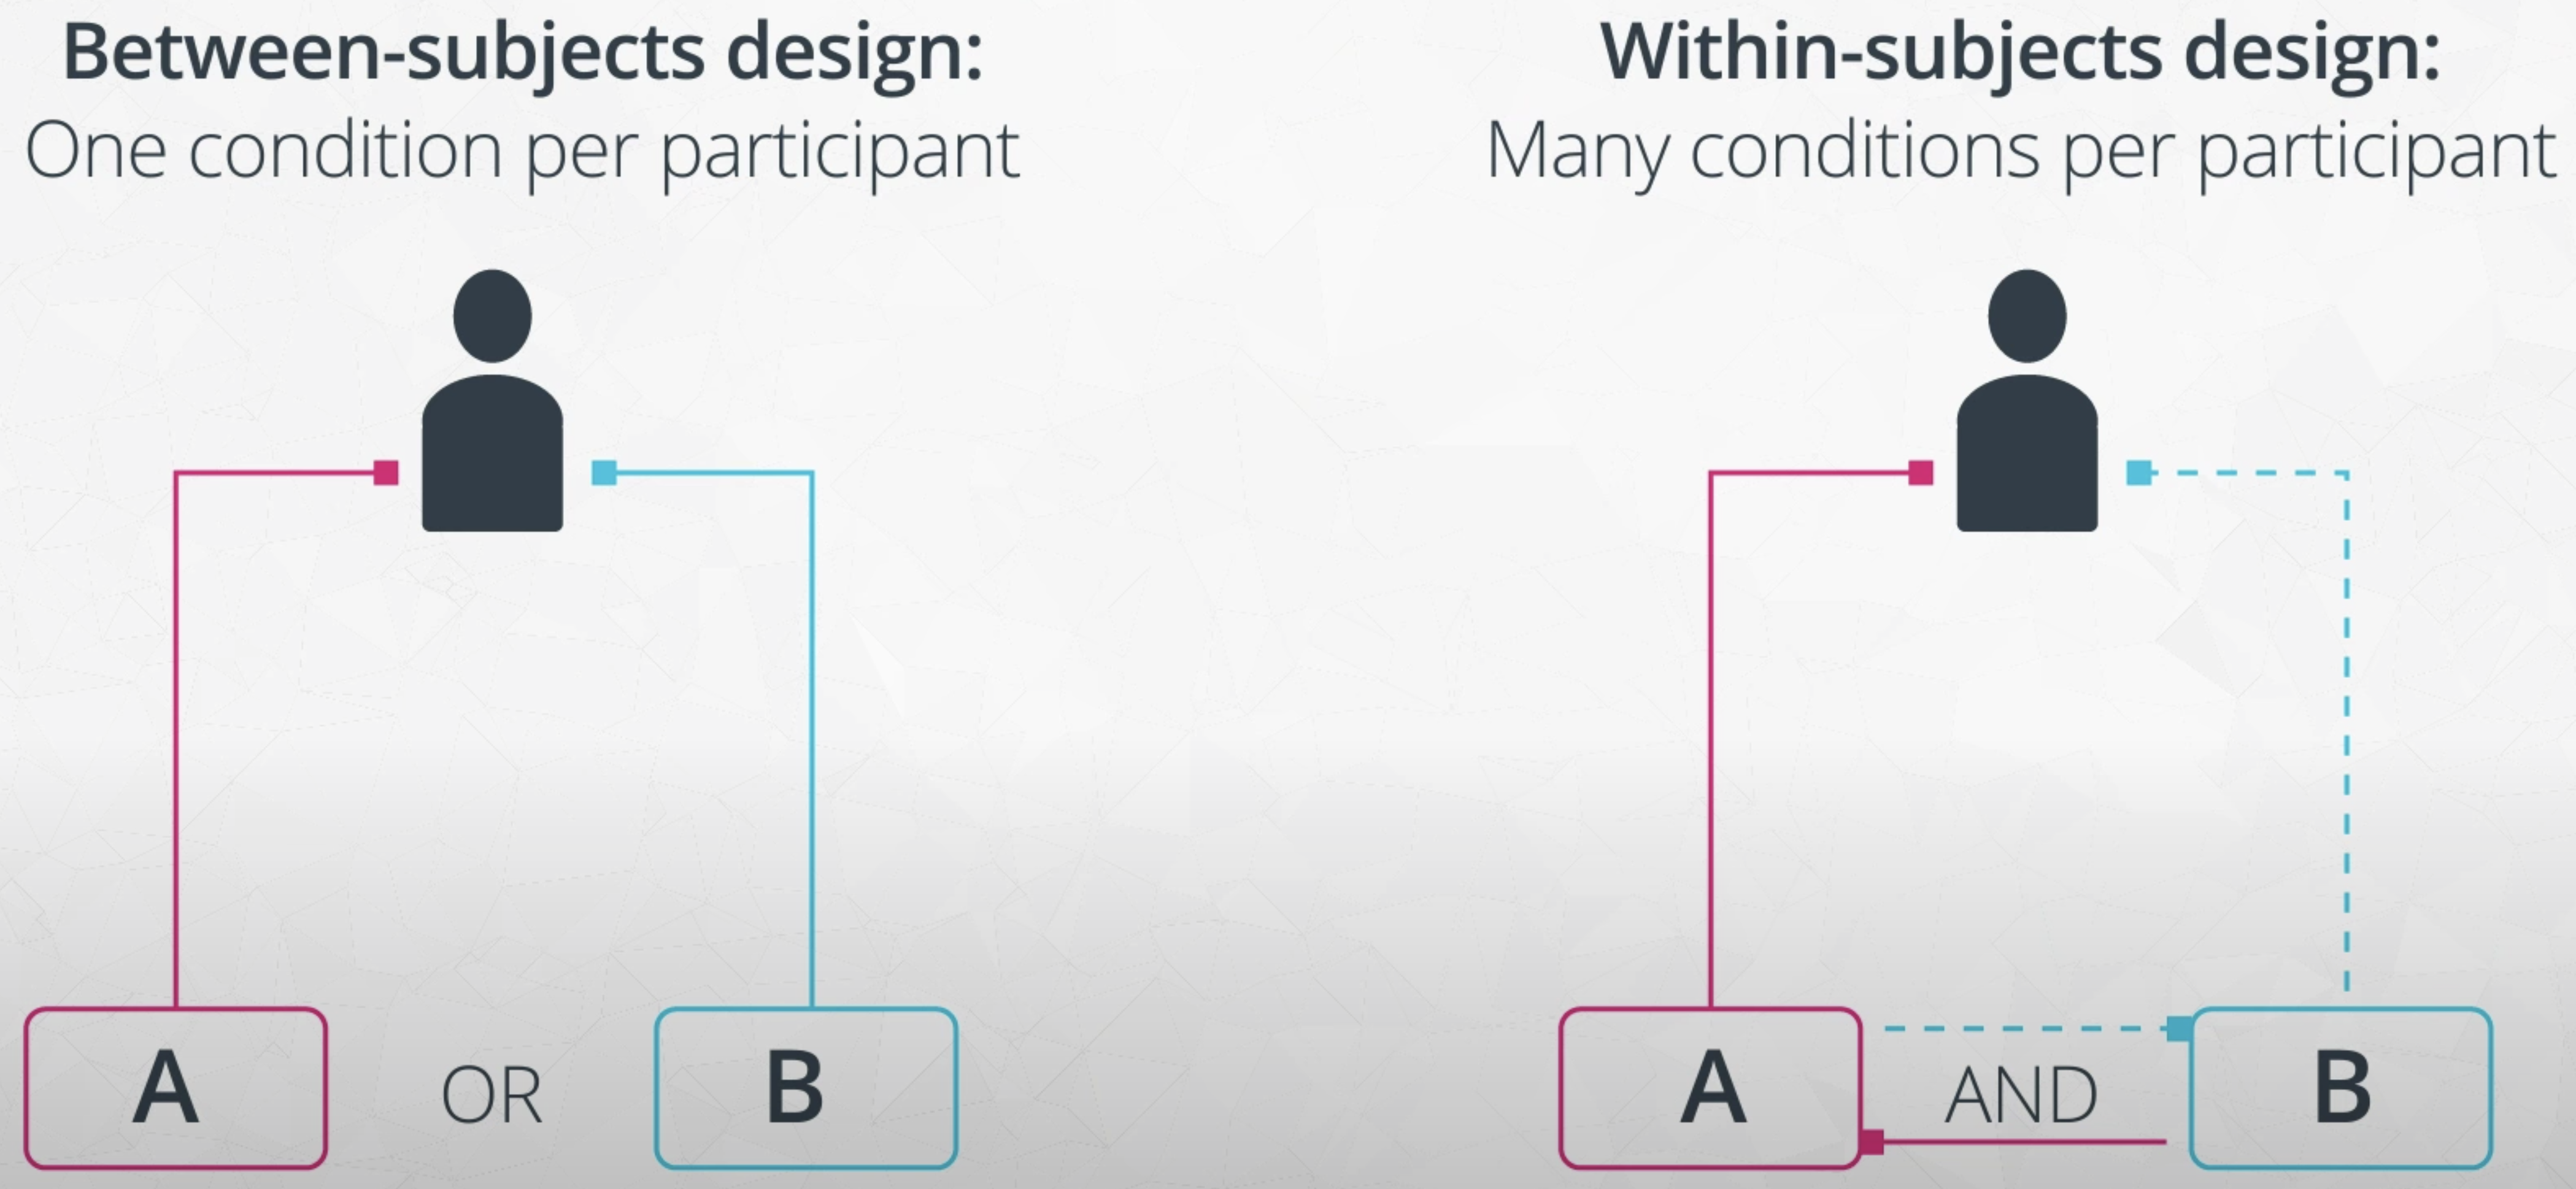 Between-subjects design:
One condition per participant
A
OR
B
Within-subjects design:
Many conditions per participant
A
AND
B